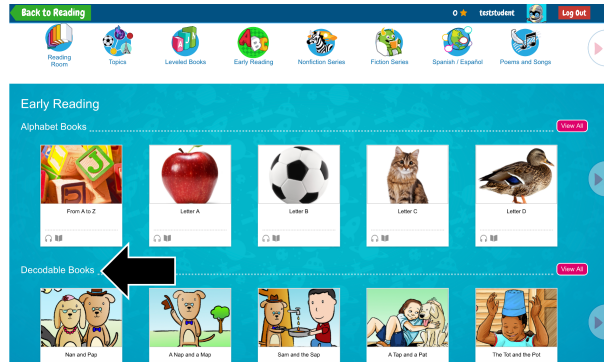 Back to Reading
0 teststudent Log Out
Reading Room
Topics
Leveled Books
Early Reading
Nonfiction Series
Fiction Series
Spanish / Español
Poems and Songs
Early Reading
Alphabet Books View All
From A to Z
Letter A
Letter B
Letter C
Letter D
Decodable Books View All
Nan and Pap
A Nap and a Map
Sam and the Sap
A Tap and a Pat
The Tot and the Pot